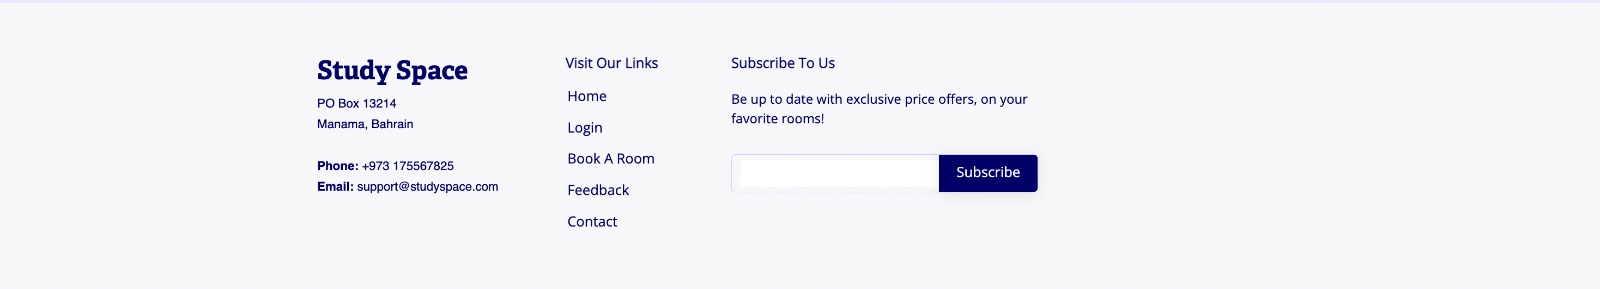 Study Space
PO Box 13214
Manama, Bahrain
Phone: +973 175567825
Email: support@studyspace.com
Visit Our Links
Home
Login
Book A Room
Feedback
Contact
Subscribe To Us
Be up to date with exclusive price offers, on your
favorite rooms!
Subscribe